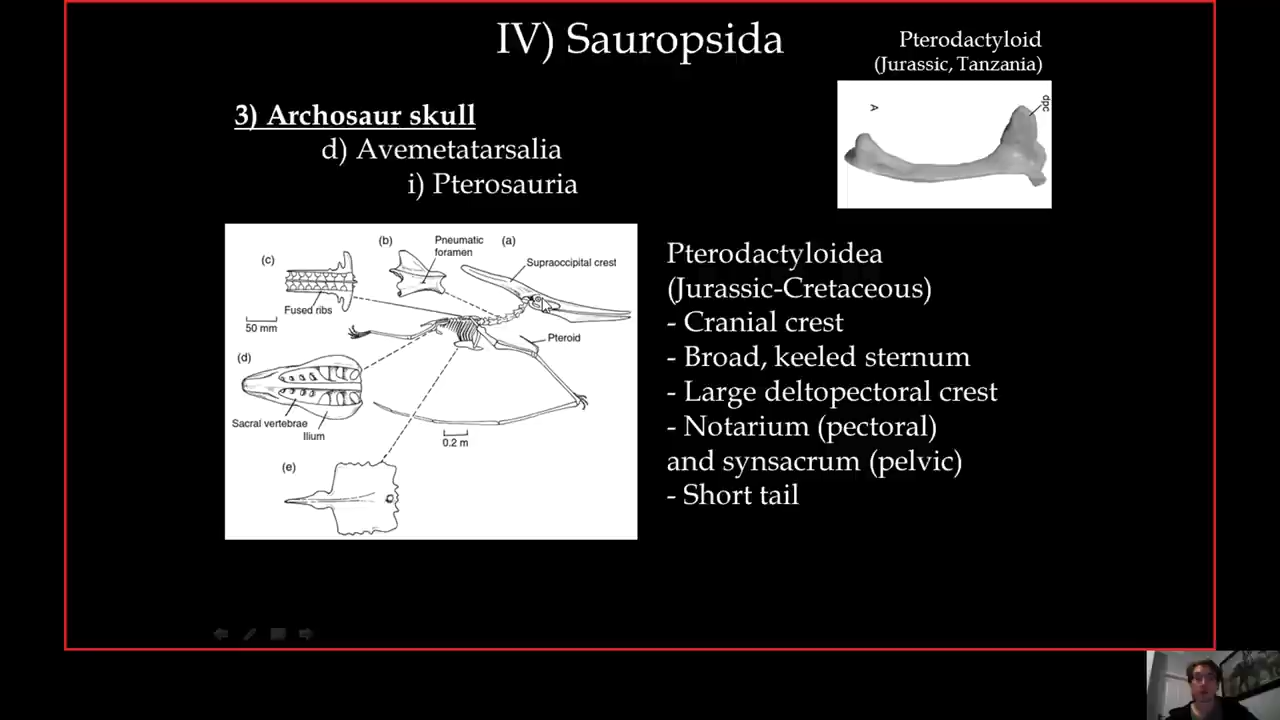 IV) Sauropsida
Pterodactyloid
(Jurassic, Tanzania)
3) Archosaur skull
d) Avemetatarsalia
i) Pterosauria
A
dpc
(b)
Pneumatic
foramen
(a)
Supraoccipital crest
(c)
Fused ribs
50 mm
Pteroid
(d)
Sacral vertebrae
Ilium
0.2 m
(e)
Pterodactyloidea
(Jurassic-Cretaceous)
- Cranial crest
- Broad, keeled sternum
- Large deltopectoral crest
- Notarium (pectoral)
and synsacrum (pelvic)
- Short tail